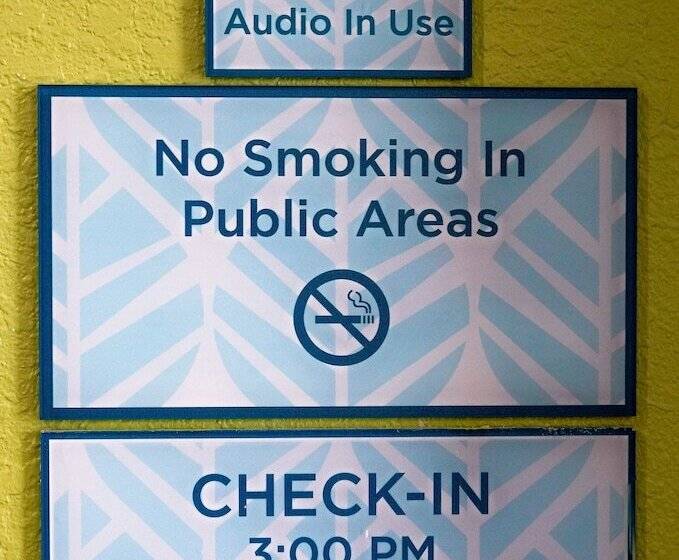 Audio In Use
No Smoking In
Public Areas
CHECK-IN
3:00 PM